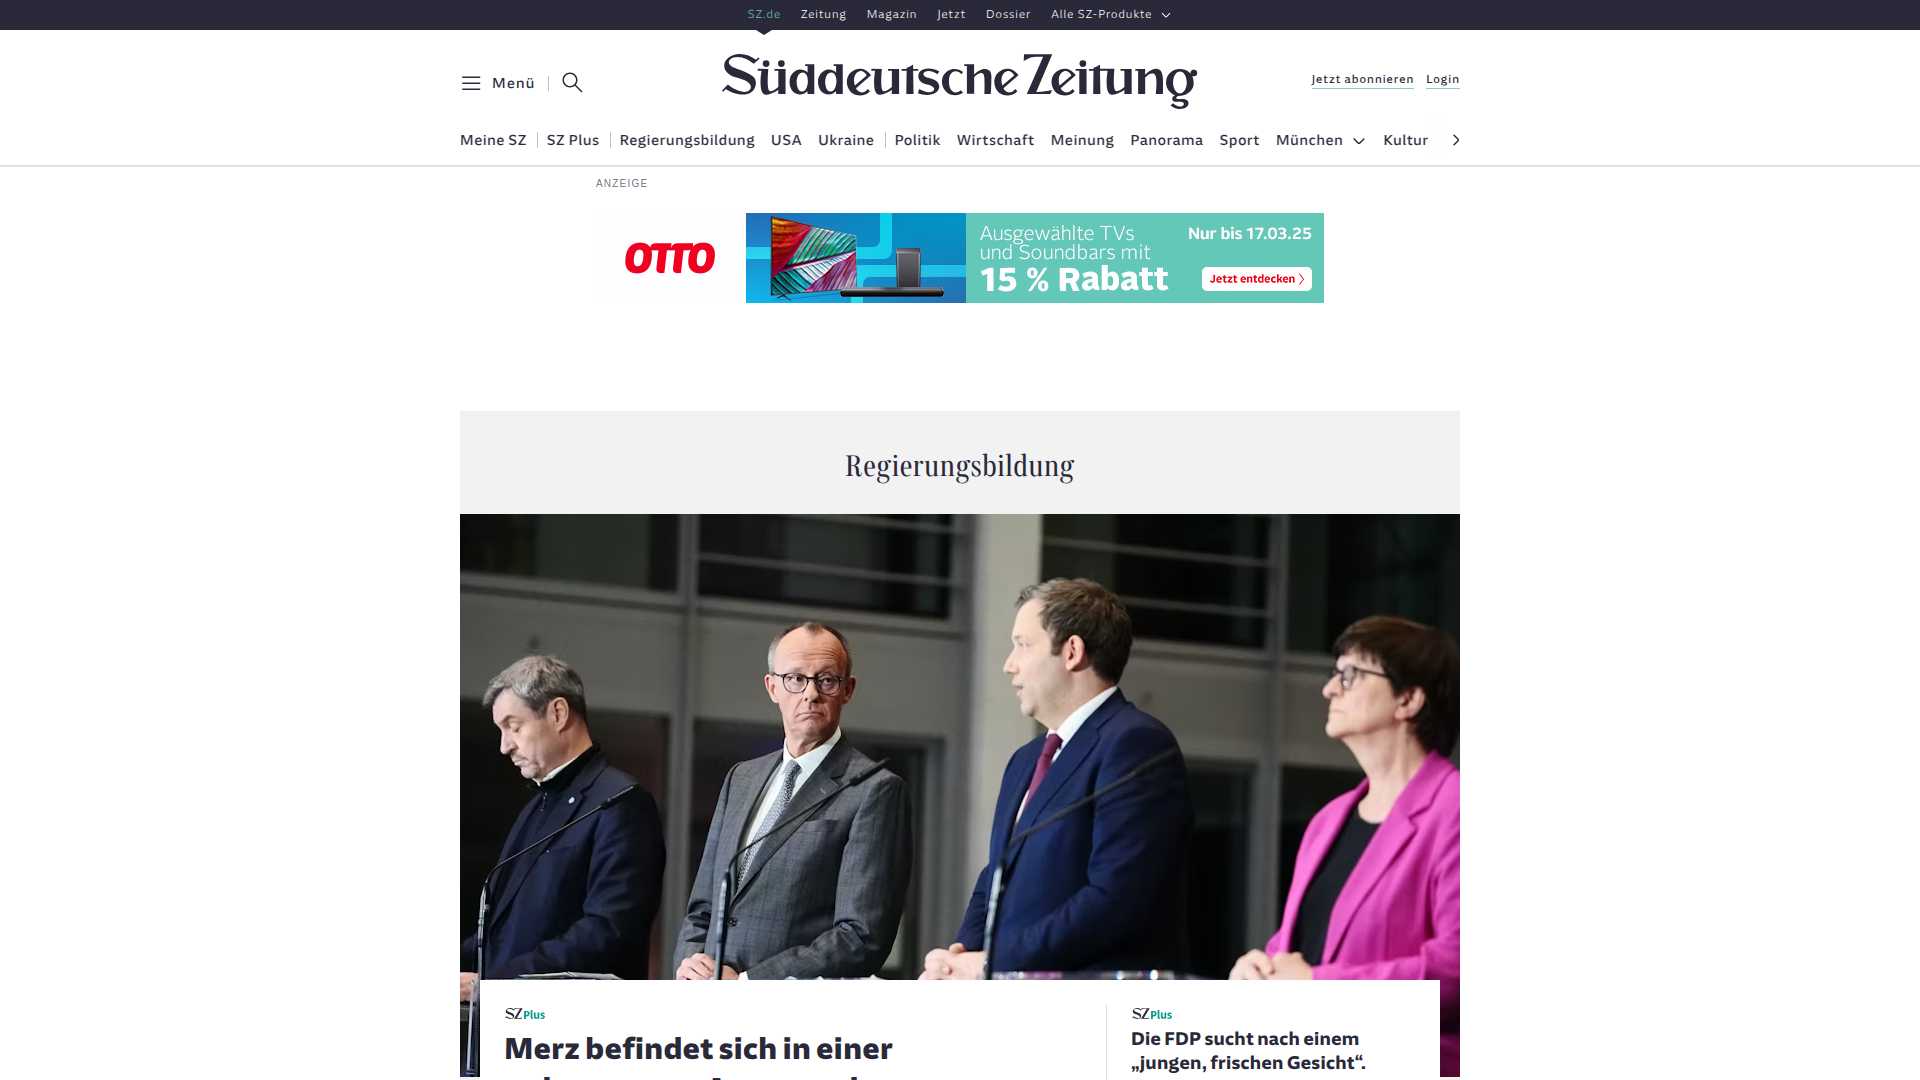 SZ.de Zeitung Magazin Jetzt Dossier Alle SZ-Produkte
Menü
Süddeutsche Zeitung
Jetzt abonnieren Login
Meine SZ SZ Plus Regierungsbildung USA Ukraine Politik Wirtschaft Meinung Panorama Sport München Kultur
ANZEIGE
OTTO
Ausgewählte TVs
und Soundbars mit
15 % Rabatt
Nur bis 17.03.25
Jetzt entdecken
Regierungsbildung
SZ Plus
Merz befindet sich in einer
SZ Plus
Die FDP sucht nach einem
„jungen, frischen Gesicht“.